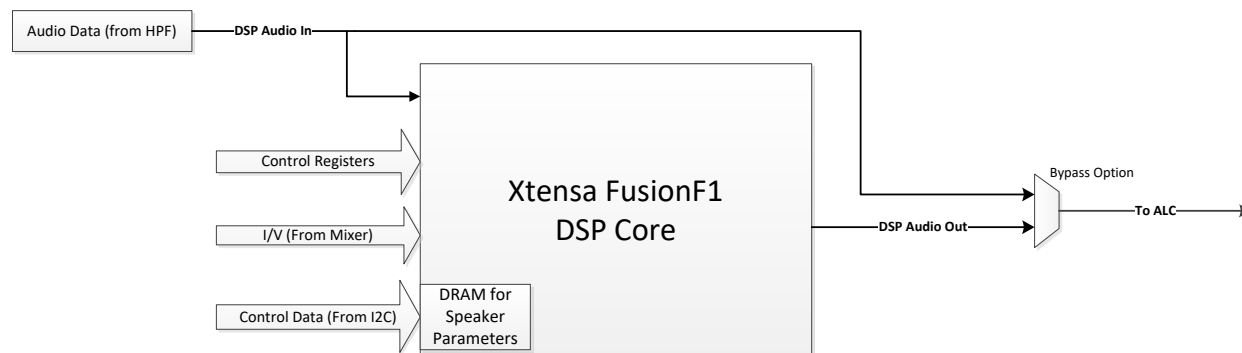 Audio Data (from HPF)
DSP Audio In
Control Registers
I/V (From Mixer)
Control Data (From I2C)
Xtensa FusionF1
DSP Core
DRAM for
Speaker
Parameters
DSP Audio Out
Bypass Option
To ALC